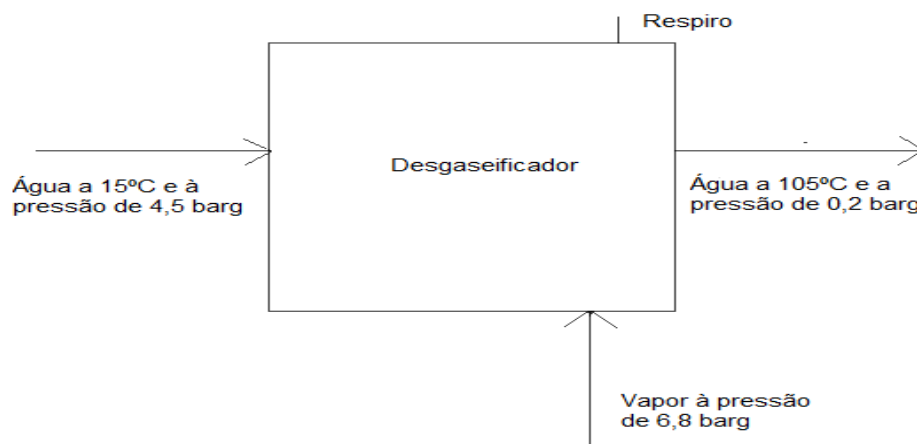 Respiro
Desgaseificador
Água a 15ºC e à
pressão de 4,5 barg
Água a 105ºC e a
pressão de 0,2 barg
Vapor à pressão
de 6,8 barg